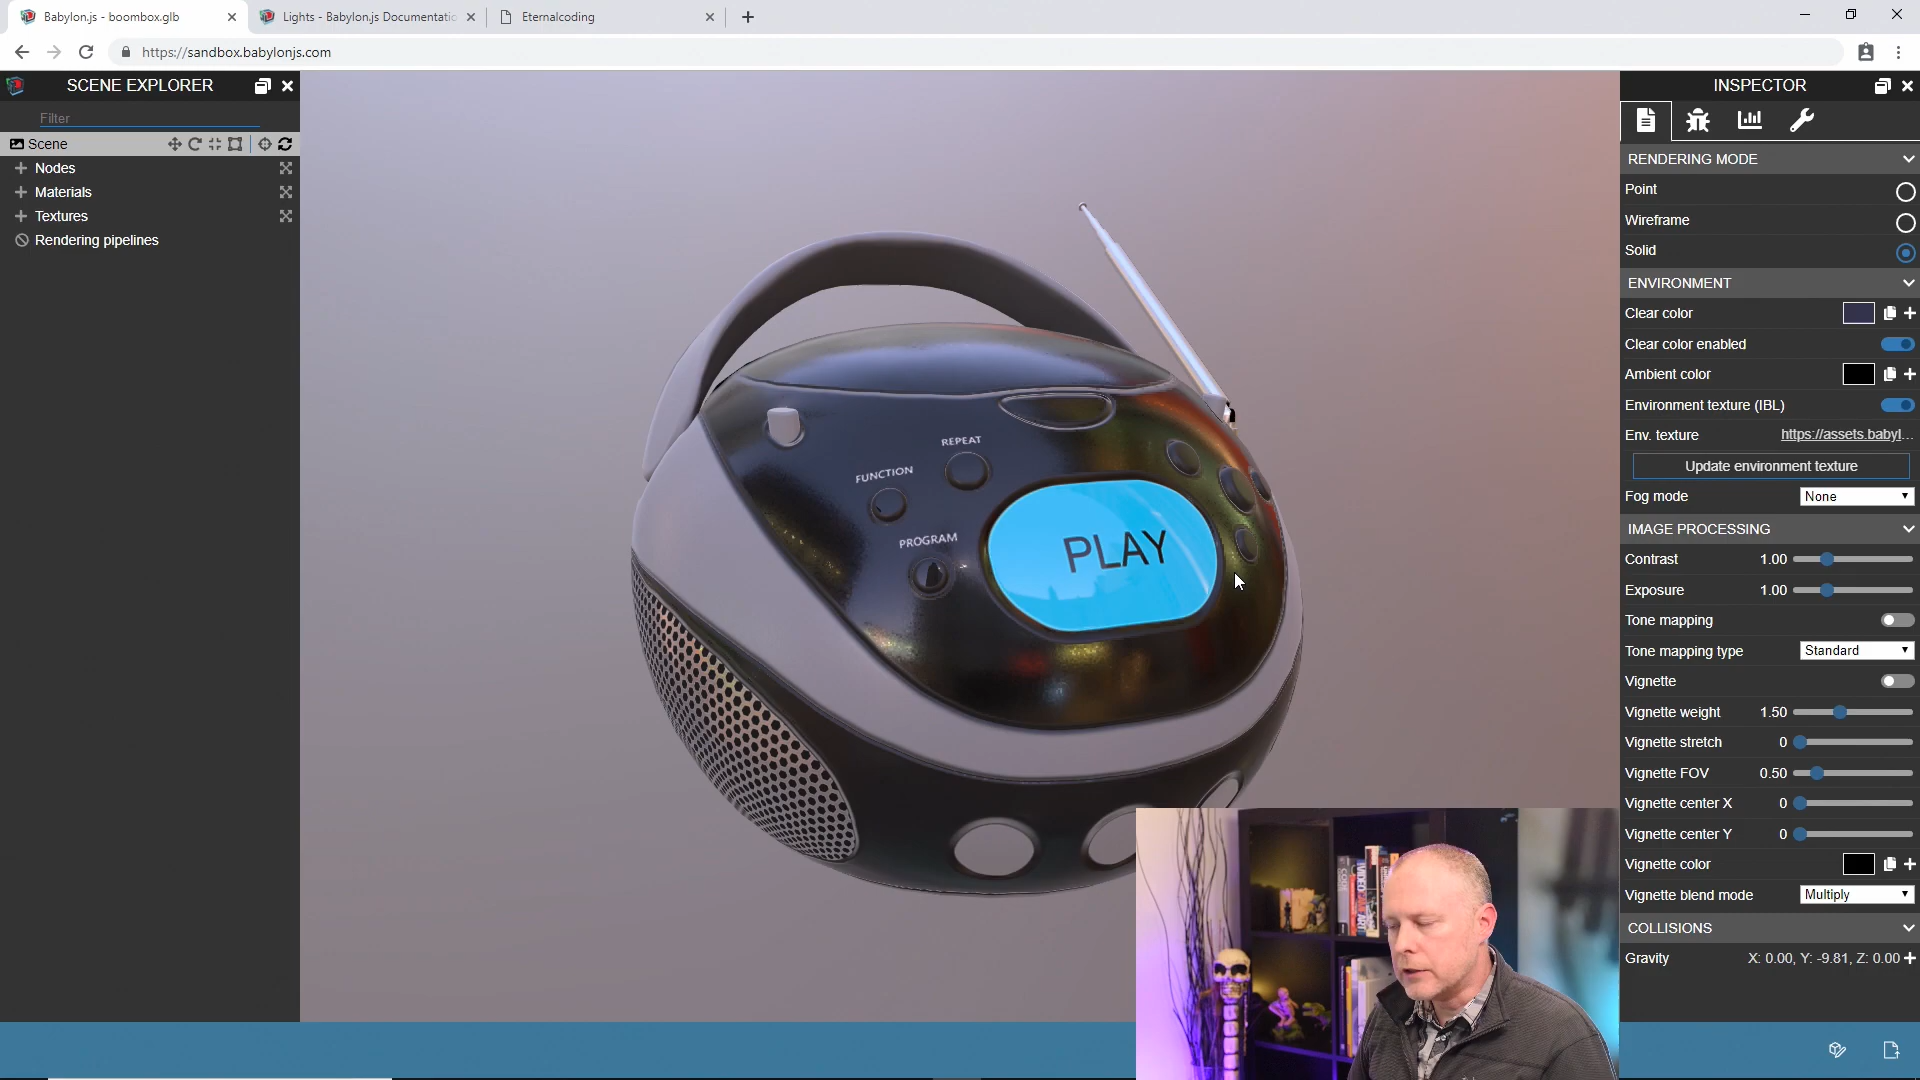 Babylon.js - boombox.glb
Lights - Babylon.js Documentatio
Eternalcoding
https://sandbox.babylonjs.com
SCENE EXPLORER
Filter
Scene
Nodes
Materials
Textures
Rendering pipelines
REPEAT
FUNCTION
PROGRAM
PLAY
INSPECTOR
RENDERING MODE
Point
Wireframe
Solid
ENVIRONMENT
Clear color
Clear color enabled
Ambient color
Environment texture (IBL)
Env. texture https://assets.babyl...
Update environment texture
Fog mode None
IMAGE PROCESSING
Contrast 1.00
Exposure 1.00
Tone mapping
Tone mapping type Standard
Vignette
Vignette weight 1.50
Vignette stretch 0
Vignette FOV 0.50
Vignette center X 0
Vignette center Y 0
Vignette color
Vignette blend mode Multiply
COLLISIONS
Gravity X: 0.00, Y: -9.81, Z: 0.00